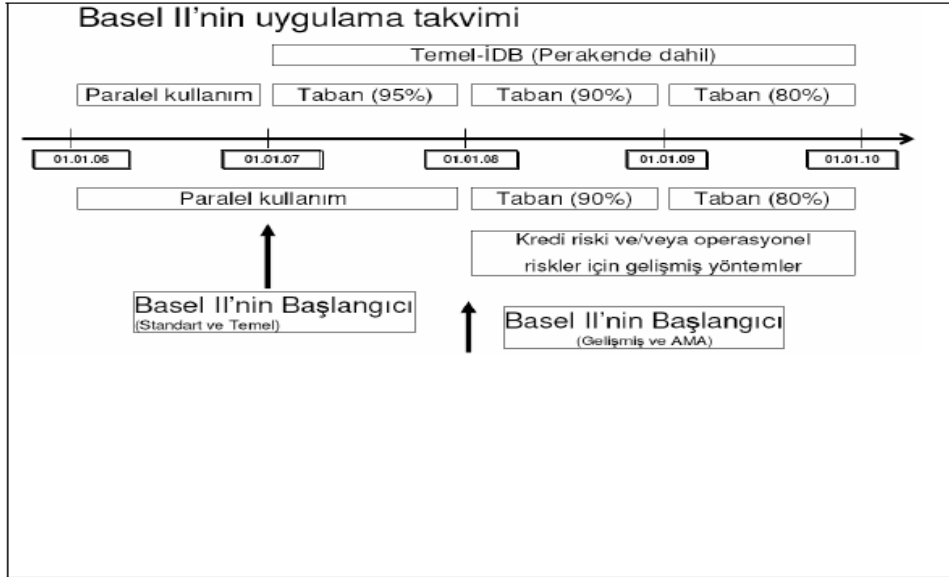 Basel II'nin uygulama takvimi
Temel-İDB (Perakende dahil)
Paralel kullanım
Taban (95%)
Taban (90%)
Taban (80%)
01.01.06
01.01.07
01.01.08
01.01.09
01.01.10
Paralel kullanım
Taban (90%)
Taban (80%)
Kredi riski ve/veya operasyonel
riskler için gelişmiş yöntemler
Basel II'nin Başlangıcı
(Standart ve Temel)
Basel II'nin Başlangıcı
(Gelişmiş ve AMA)